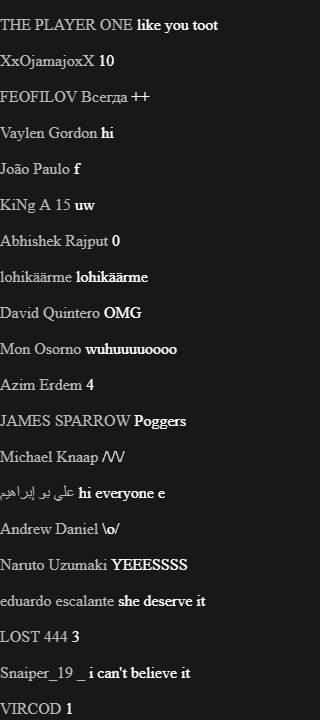 THE PLAYER ONE like you toot
XxOjamajoxX 10
FEOFILOV Всегда ++
Vaylen Gordon hi
João Paulo f
KiNg A 15 uw
Abhishek Rajput 0
lohikäärme lohikäärme
David Quintero OMG
Mon Osorno wuhuuuuoooo
Azim Erdem 4
JAMES SPARROW Poggers
Michael Knaap /\/\/
علي بو إبراهيم hi everyone e
Andrew Daniel \o/
Naruto Uzumaki YEEESSSS
eduardo escalante she deserve it
LOST 444 3
Snaiper_19 _ i can't believe it
VIRCOD 1